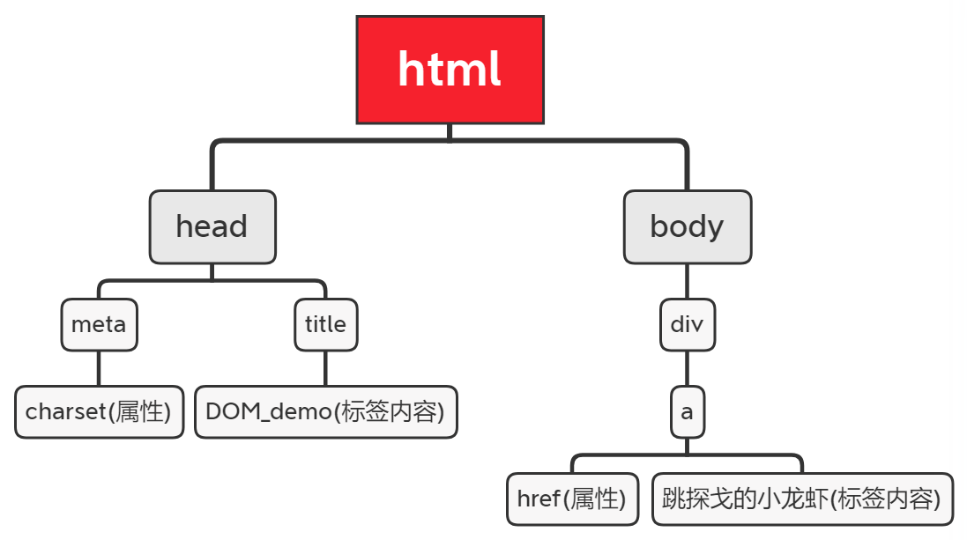 html
head
body
meta
title
div
charset(属性)
DOM_demo(标签内容)
a
href(属性)
跳探戈的小龙虾(标签内容)